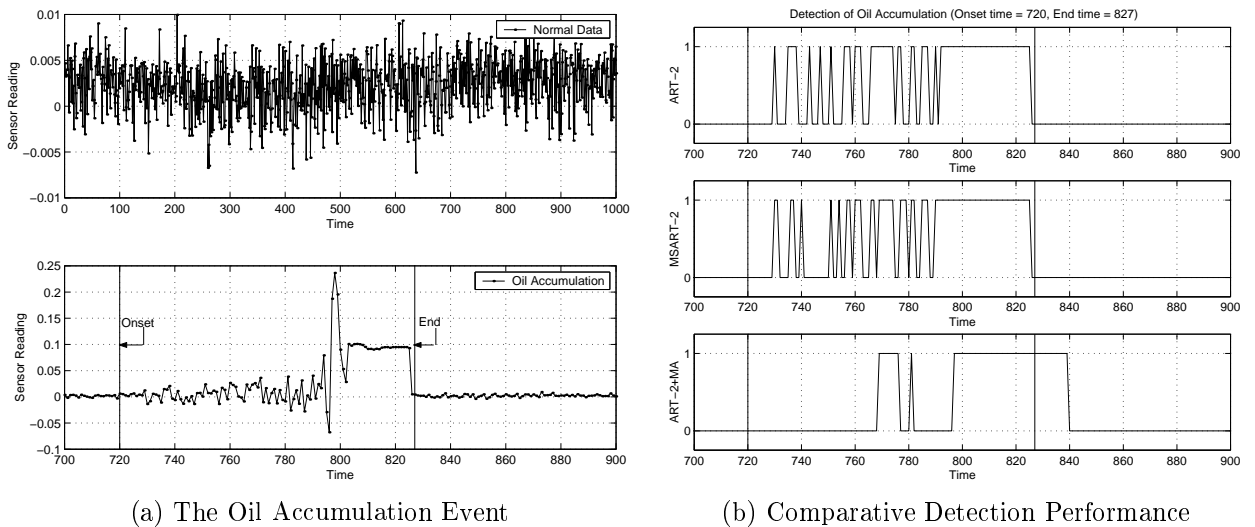 0.01
0.005
0
−0.005
−0.01
Sensor Reading
Normal Data
0 100 200 300 400 500 600 700 800 900 1000
Time
0.25
0.2
0.15
0.1
0.05
0
−0.05
−0.1
Sensor Reading
Oil Accumulation
Onset
End
700 720 740 760 780 800 820 840 860 880 900
Time
(a) The Oil Accumulation Event
Detection of Oil Accumulation (Onset time = 720, End time = 827)
1
0
ART−2
700 720 740 760 780 800 820 840 860 880 900
Time
1
0
MSART−2
700 720 740 760 780 800 820 840 860 880 900
Time
1
0
ART−2+MA
700 720 740 760 780 800 820 840 860 880 900
Time
(b) Comparative Detection Performance